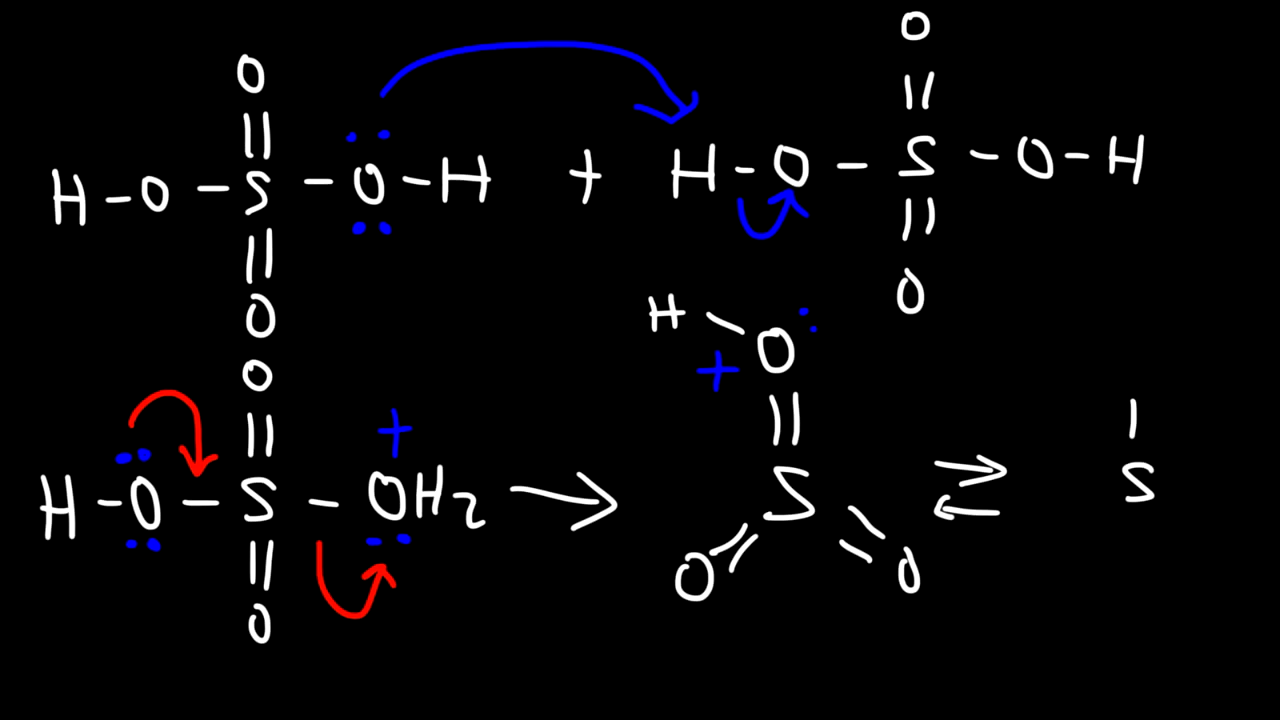 O
O
||
||
H - O - S - O - H + H - O - S - O - H
||
||
O
O
H - O +
O
||
||
+
H - O - S - OH2 → S ⇌ S
||
O O
O